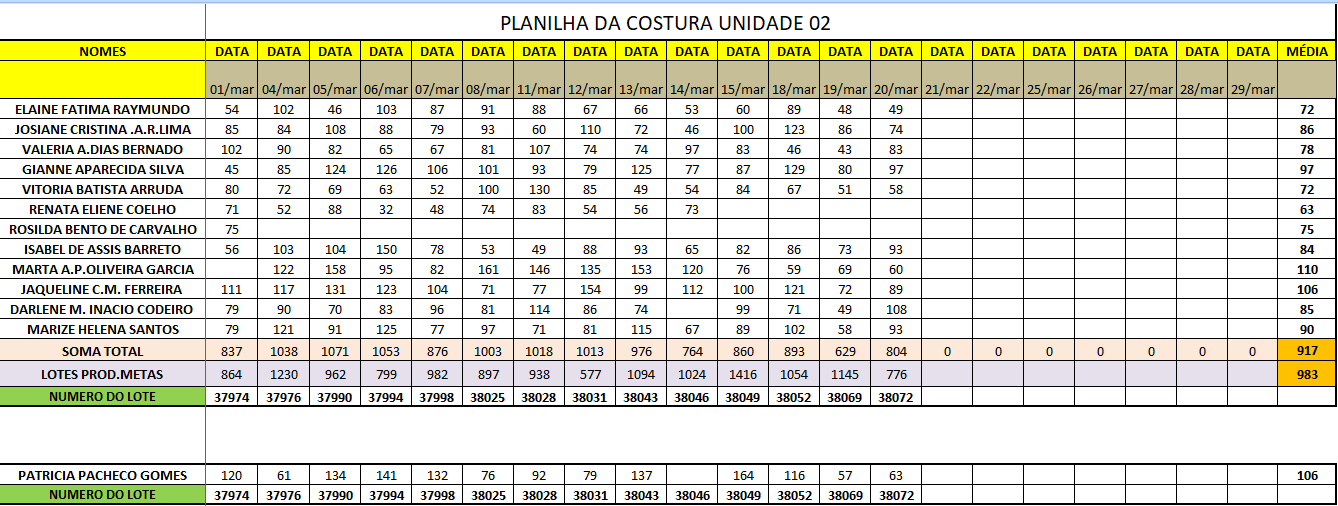 PLANILHA DA COSTURA UNIDADE 02
NOMES DATA DATA DATA DATA DATA DATA DATA DATA DATA DATA DATA DATA DATA DATA DATA DATA DATA DATA DATA DATA DATA MÉDIA
01/mar 04/mar 05/mar 06/mar 07/mar 08/mar 11/mar 12/mar 13/mar 14/mar 15/mar 18/mar 19/mar 20/mar 21/mar 22/mar 25/mar 26/mar 27/mar 28/mar 29/mar
ELAINE FATIMA RAYMUNDO 54 102 46 103 87 91 88 67 66 53 60 89 48 49 72
JOSIANE CRISTINA .A.R.LIMA 85 84 108 88 79 93 60 110 72 46 100 123 86 74 86
VALERIA A.DIAS BERNADO 102 90 82 65 67 81 107 74 74 97 83 46 43 83 78
GIANNE APARECIDA SILVA 45 85 124 126 106 101 93 79 125 77 87 129 80 97 97
VITORIA BATISTA ARRUDA 80 72 69 63 52 100 130 85 49 54 84 67 51 58 72
RENATA ELIENE COELHO 71 52 88 32 48 74 83 54 56 73 63
ROSILDA BENTO DE CARVALHO 75 75
ISABEL DE ASSIS BARRETO 56 103 104 150 78 53 49 88 93 65 82 86 73 93 84
MARTA A.P.OLIVEIRA GARCIA 122 158 95 82 161 146 135 153 120 76 59 69 60 110
JAQUELINE C.M. FERREIRA 111 117 131 123 104 71 77 154 99 112 100 121 72 89 106
DARLENE M. INACIO CODEIRO 79 90 70 83 96 81 114 86 74 99 71 49 108 85
MARIZE HELENA SANTOS 79 121 91 125 77 97 71 81 115 67 89 102 58 93 90
SOMA TOTAL 837 1038 1071 1053 876 1003 1018 1013 976 764 860 893 629 804 0 0 0 0 0 0 0 917
LOTES PROD.METAS 864 1230 962 799 982 897 938 577 1094 1024 1416 1054 1145 776 983
NUMERO DO LOTE 37974 37976 37990 37994 37998 38025 38028 38031 38043 38046 38049 38052 38069 38072
PATRICIA PACHECO GOMES 120 61 134 141 132 76 92 79 137 164 116 57 63 106
NUMERO DO LOTE 37974 37976 37990 37994 37998 38025 38028 38031 38043 38046 38049 38052 38069 38072